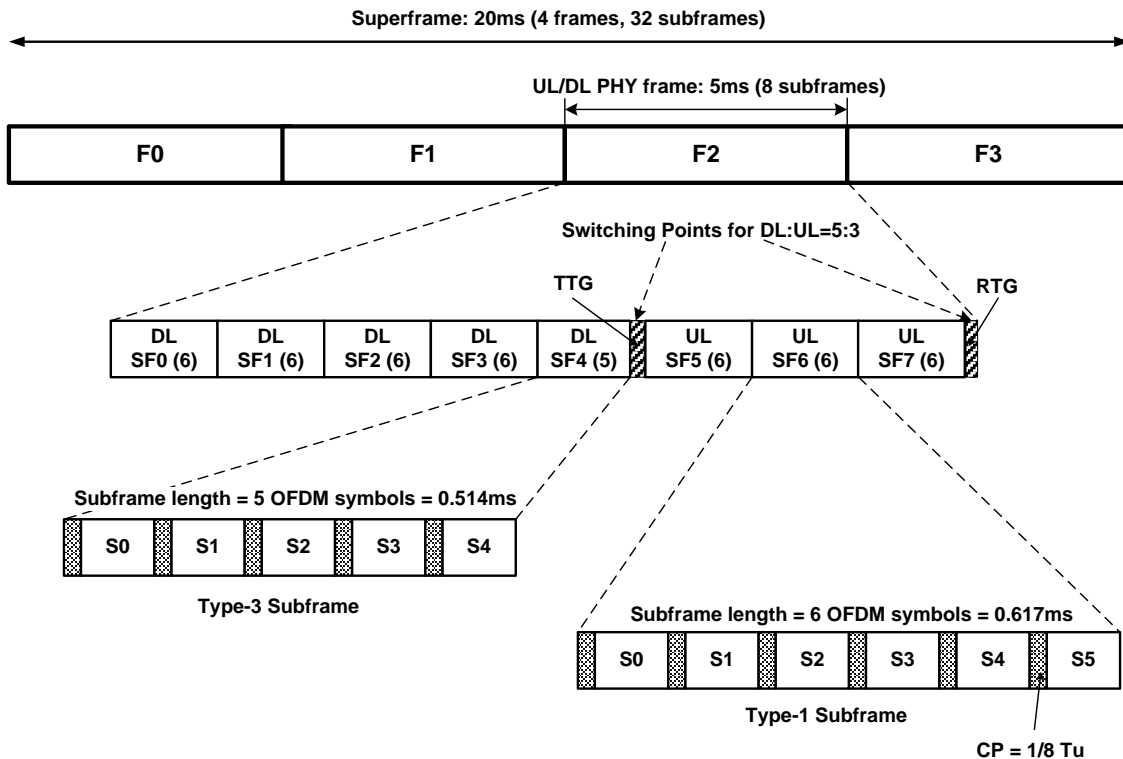 Superframe: 20ms (4 frames, 32 subframes)
UL/DL PHY frame: 5ms (8 subframes)
F0 F1 F2 F3
Switching Points for DL:UL=5:3
TTG
RTG
DL DL DL DL DL UL UL UL
SF0 (6) SF1 (6) SF2 (6) SF3 (6) SF4 (5) SF5 (6) SF6 (6) SF7 (6)
Subframe length = 5 OFDM symbols = 0.514ms
S0 S1 S2 S3 S4
Type-3 Subframe
Subframe length = 6 OFDM symbols = 0.617ms
S0 S1 S2 S3 S4 S5
Type-1 Subframe
CP = 1/8 Tu